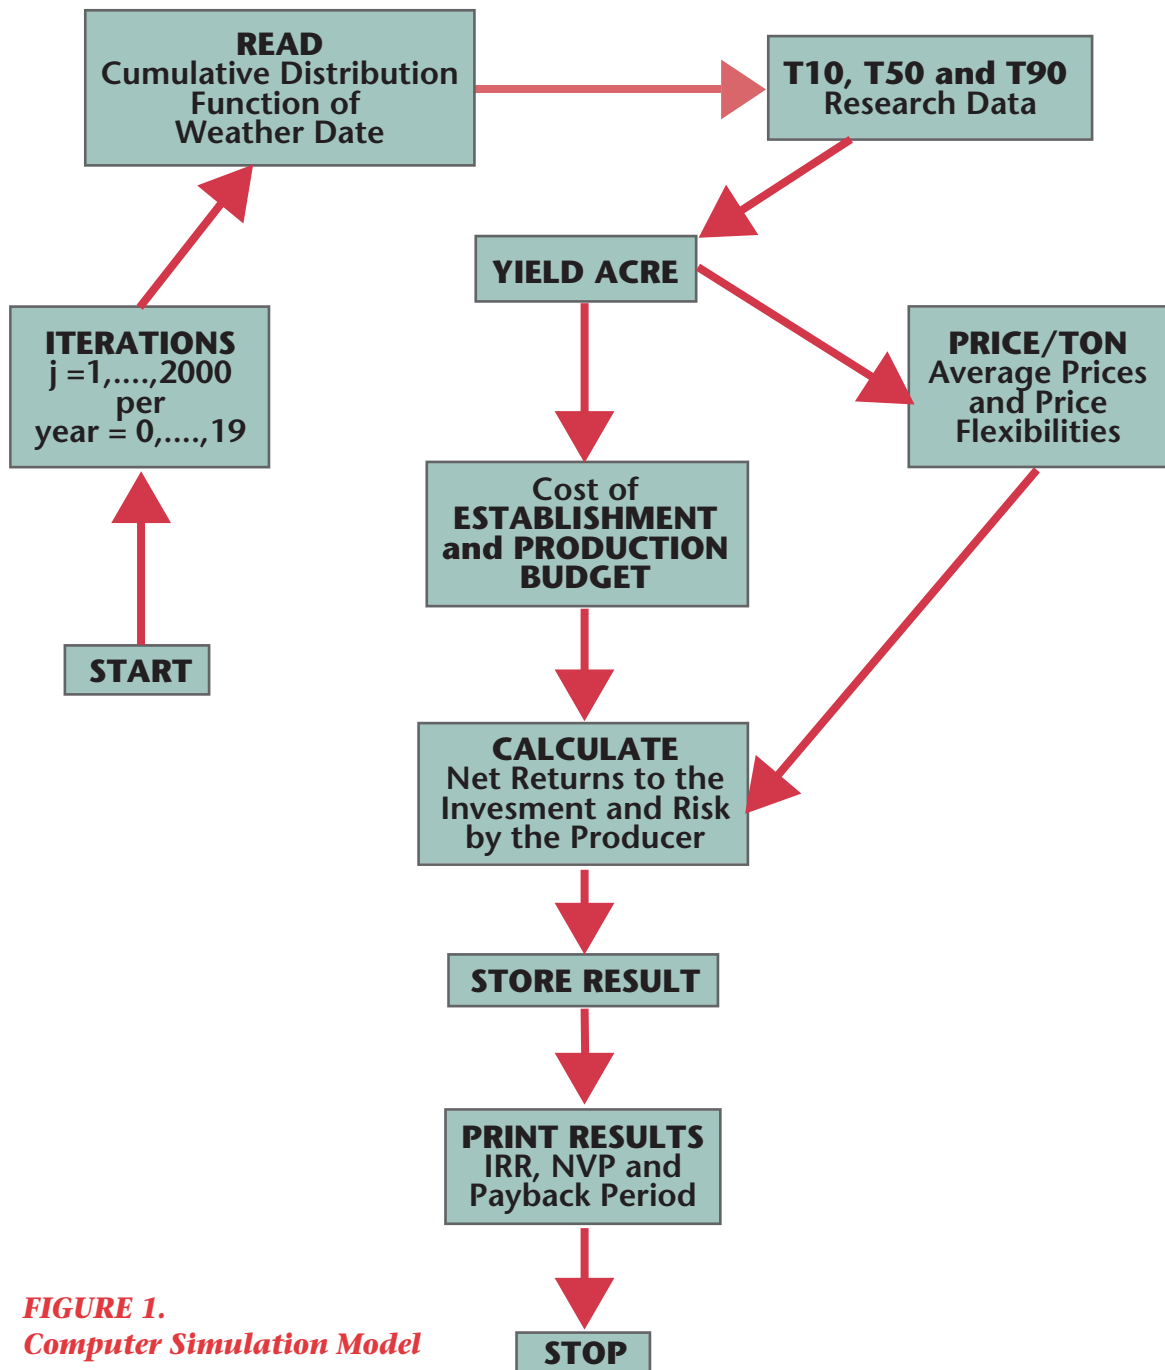 READ
Cumulative Distribution
Function of
Weather Date
T10, T50 and T90
Research Data
YIELD ACRE
ITERATIONS
j =1,....,2000
per
year = 0,....,19
PRICE/TON
Average Prices
and Price
Flexibilities
Cost of
ESTABLISHMENT
and PRODUCTION
BUDGET
START
CALCULATE
Net Returns to the
Invesment and Risk
by the Producer
STORE RESULT
PRINT RESULTS
IRR, NVP and
Payback Period
FIGURE 1.
Computer Simulation Model
STOP